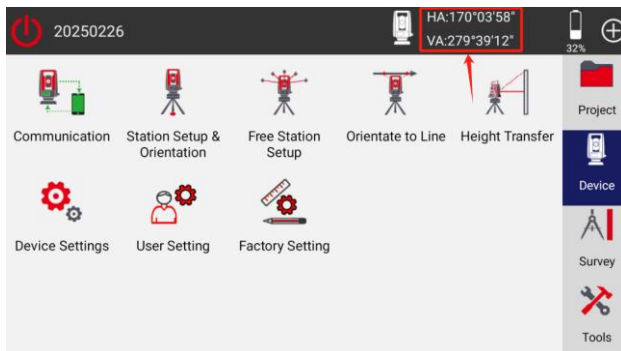 20250226
HA:170°03'58"
VA:279°39'12"
32%
Communication
Station Setup &
Orientation
Free Station
Setup
Orientate to Line
Height Transfer
Device Settings
User Setting
Factory Setting
Project
Device
Survey
Tools